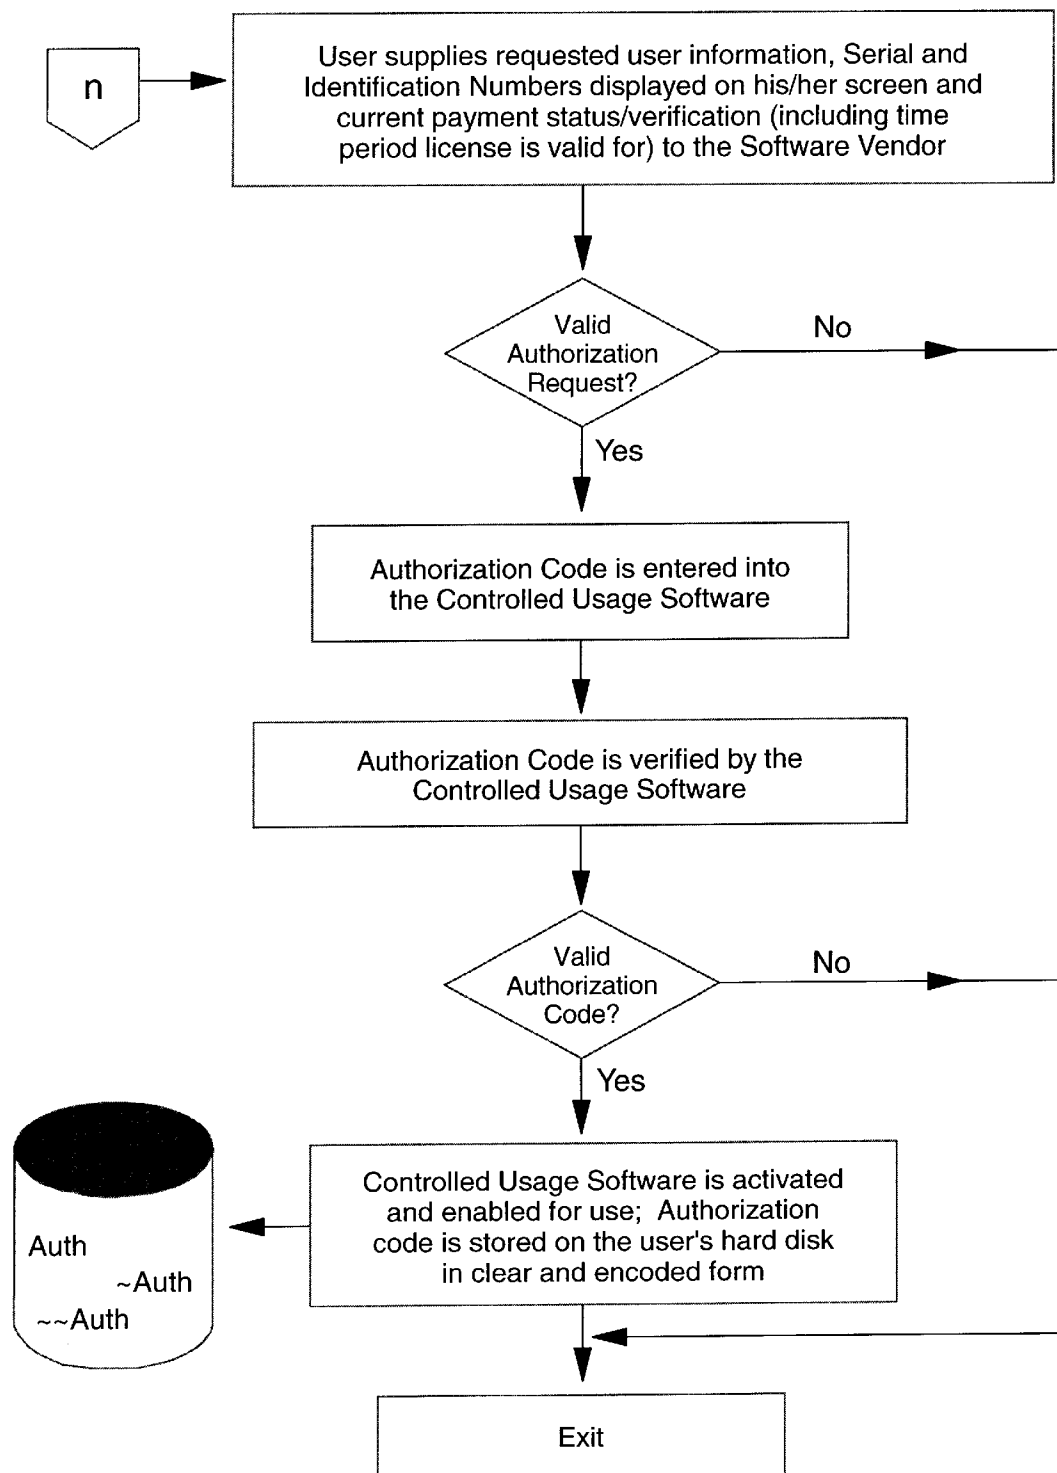 n
User supplies requested user information, Serial and
Identification Numbers displayed on his/her screen and
current payment status/verification (including time
period license is valid for) to the Software Vendor
Valid
Authorization
Request?
No
Yes
Authorization Code is entered into
the Controlled Usage Software
Authorization Code is verified by the
Controlled Usage Software
Valid
Authorization
Code?
No
Yes
Controlled Usage Software is activated
and enabled for use; Authorization
code is stored on the user's hard disk
in clear and encoded form
Auth
~Auth
~~Auth
Exit